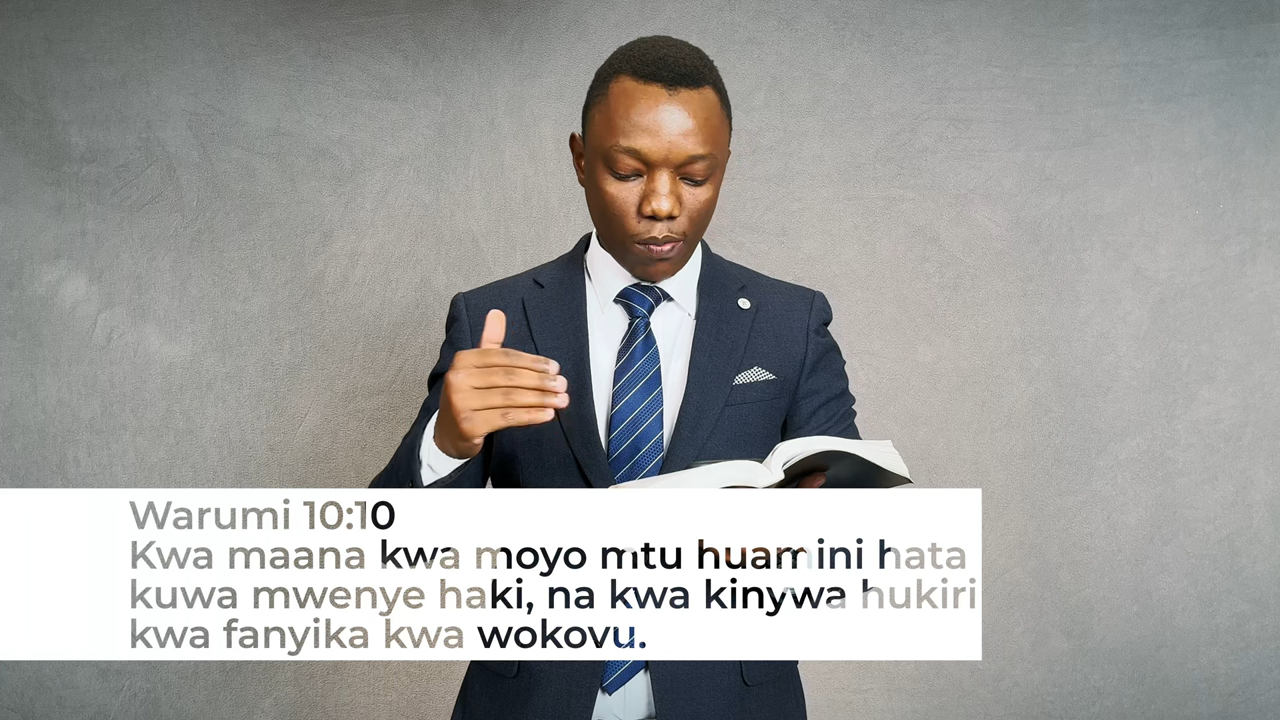 Warumi 10:10
Kwa maana kwa moyo mtu huamini hata
kuwa mwenye haki, na kwa kinywa hukiri
kwa fanyika kwa wokovu.